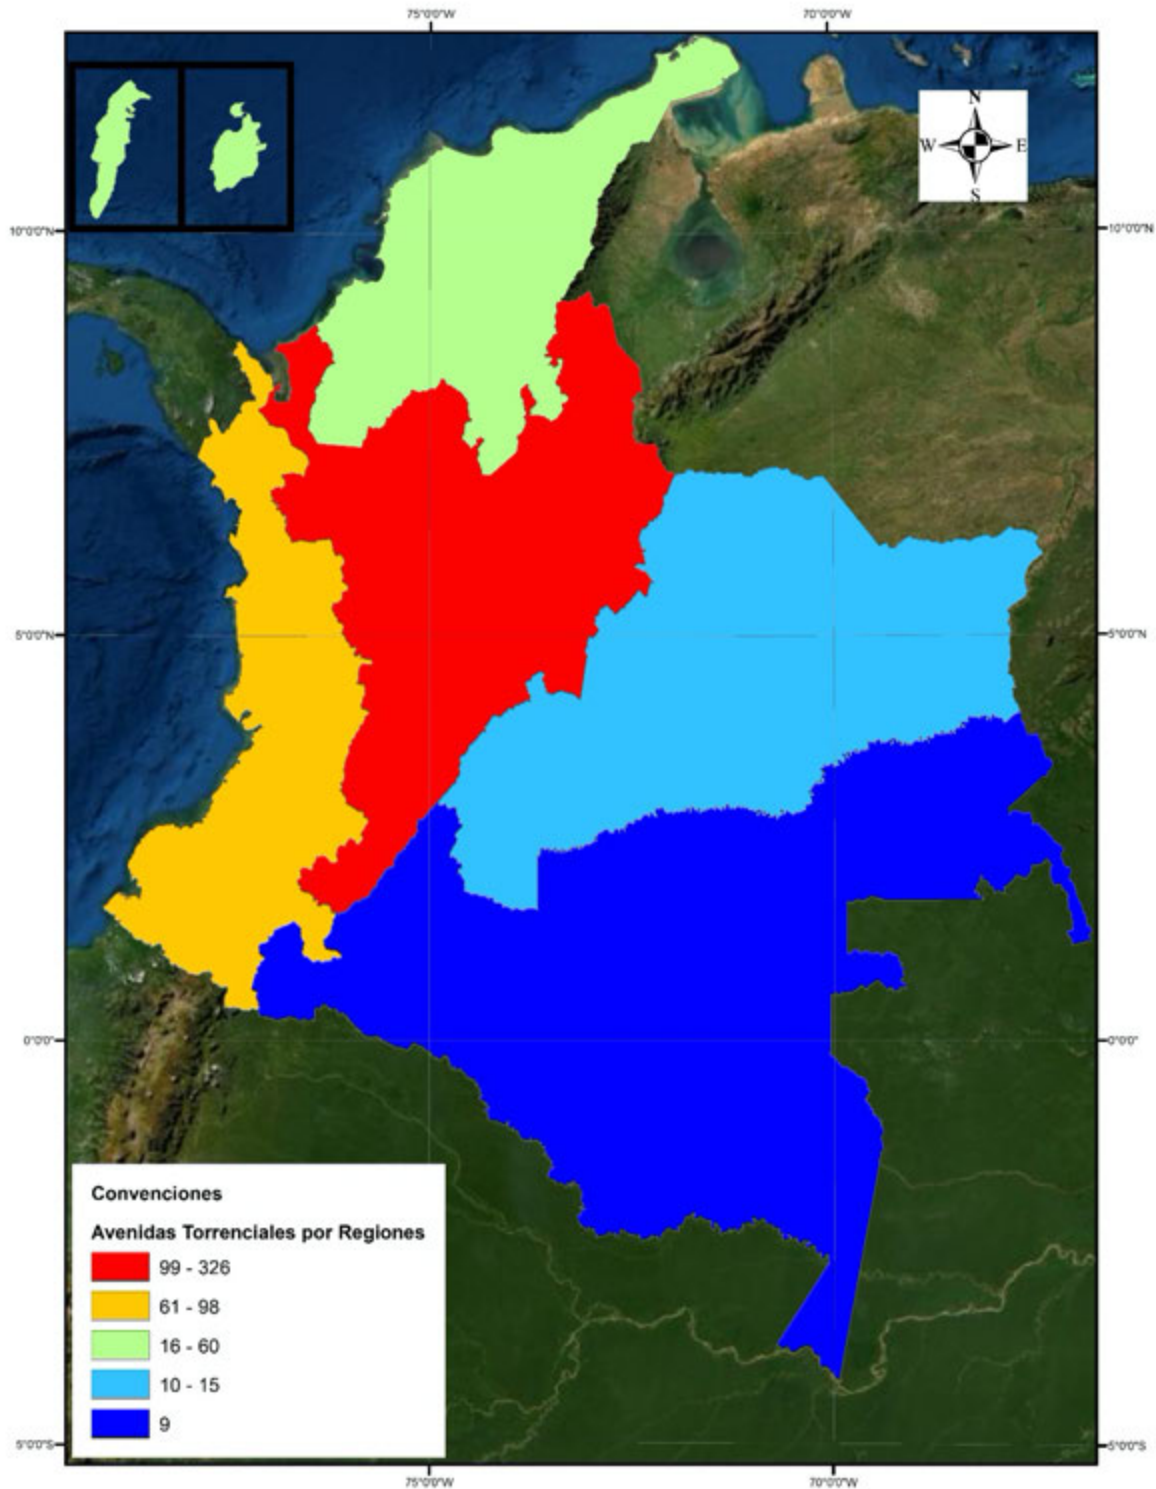 75°0'0"W 70°0'0"W
N
W E
S
10°0'0"N 10°0'0"N
5°0'0"N 5°0'0"N
0°0'0" 0°0'0"
Convenciones
Avenidas Torrenciales por Regiones
99 - 326
61 - 98
16 - 60
10 - 15
9
5°0'0"S 5°0'0"S
75°0'0"W 70°0'0"W